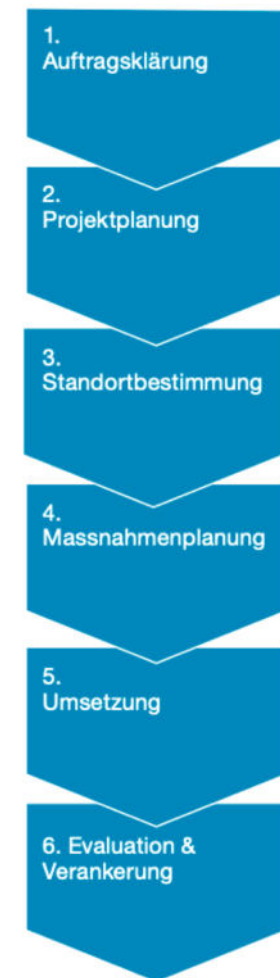 1.
Auftragsklärung
2.
Projektplanung
3.
Standortbestimmung
4.
Massnahmenplanung
5.
Umsetzung
6. Evaluation &
Verankerung